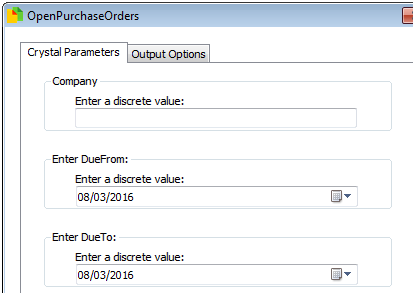 OpenPurchaseOrders
Crystal Parameters
Output Options
Company
Enter a discrete value:
Enter DueFrom:
Enter a discrete value:
08/03/2016
Enter DueTo:
Enter a discrete value:
08/03/2016